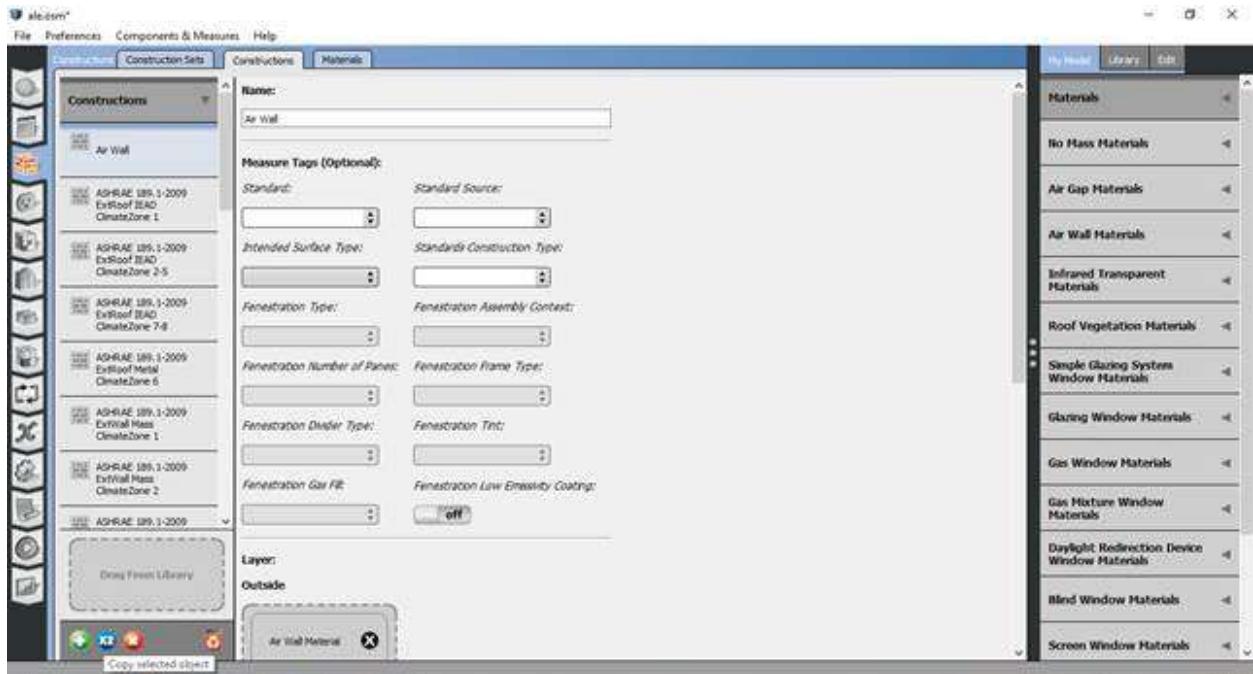 ale.osm*
File Preferences Components & Measures Help
Constructions Construction Sets Constructions Materials
My Model Library Edit
Constructions
Air Wall
ASHRAE 189.1-2009
ExtRoof IEAD
ClimateZone 1
ASHRAE 189.1-2009
ExtRoof IEAD
ClimateZone 2-5
ASHRAE 189.1-2009
ExtRoof IEAD
ClimateZone 7-8
ASHRAE 189.1-2009
ExtRoof Metal
ClimateZone 6
ASHRAE 189.1-2009
ExtWall Mass
ClimateZone 1
ASHRAE 189.1-2009
ExtWall Mass
ClimateZone 2
ASHRAE 189.1-2009
Drag From Library
X2
Copy selected object
Name:
Air Wall
Measure Tags (Optional):
Standard: Standard Source:
Intended Surface Type: Standards Construction Type:
Fenestration Type: Fenestration Assembly Context:
Fenestration Number of Panes: Fenestration Frame Type:
Fenestration Divider Type: Fenestration Tint:
Fenestration Gas Fill: Fenestration Low Emissivity Coating:
off
Layer:
Outside
Air Wall Material
Materials
No Mass Materials
Air Gap Materials
Air Wall Materials
Infrared Transparent
Materials
Roof Vegetation Materials
Simple Glazing System
Window Materials
Glazing Window Materials
Gas Window Materials
Gas Mixture Window
Materials
Daylight Redirection Device
Window Materials
Blind Window Materials
Screen Window Materials